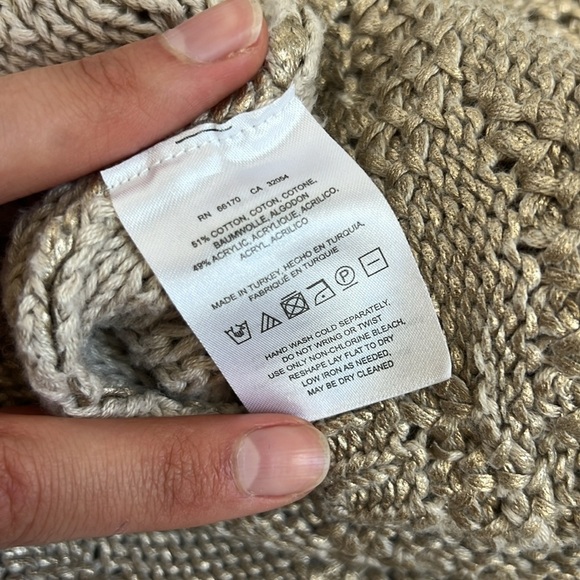 RN 66170 CA 32054
51% COTTON, COTON, COTONE,
BAUMWOLLE, ALGODON
49% ACRYLIC, ACRYLIQUE, ACRILICO,
ACRYL, ACRILICO
MADE IN TURKEY, HECHO EN TURQUIA,
FABRIQUÉ EN TURQUIE
P
HAND WASH COLD SEPARATELY,
DO NOT WRING OR TWIST
USE ONLY NON-CHLORINE BLEACH,
RESHAPE LAY FLAT TO DRY
LOW IRON AS NEEDED,
MAY BE DRY CLEANED